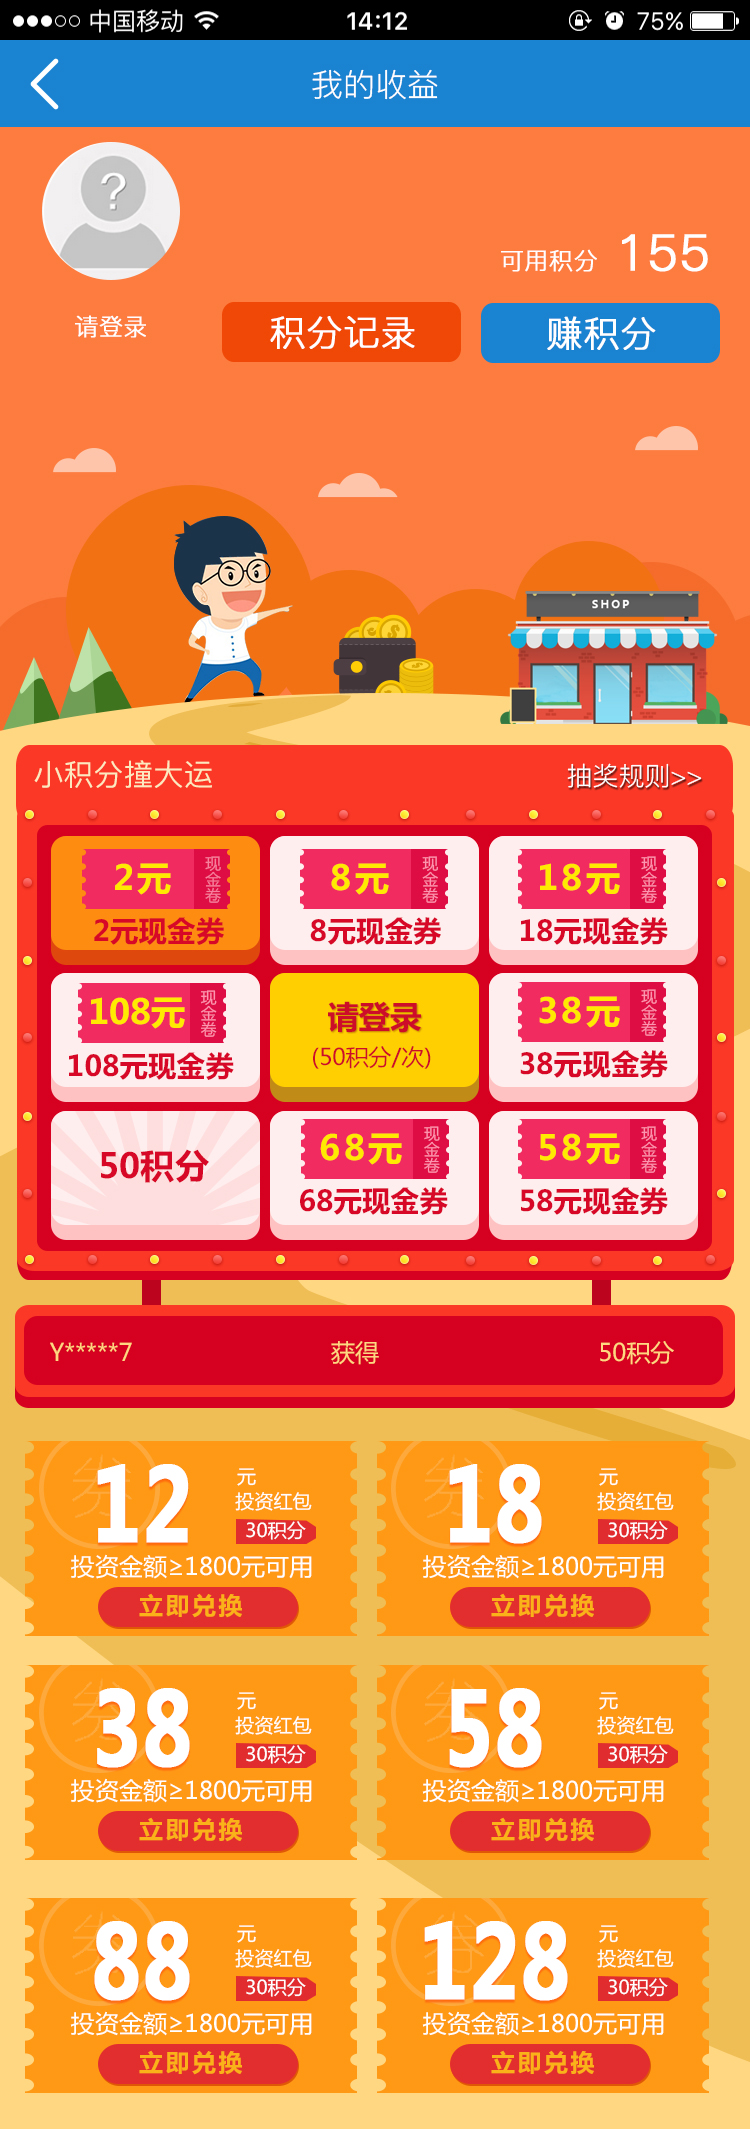 中国移动 14:12 75%
我的收益
?
可用积分 155
请登录 积分记录 赚积分
SHOP
小积分撞大运 抽奖规则>>
2元 现金卷 8元 现金卷 18元 现金卷
2元现金券 8元现金券 18元现金券
108元 现金卷 请登录 38元 现金卷
108元现金券 (50积分/次) 38元现金券
50积分 68元 现金卷 58元 现金卷
68元现金券 58元现金券
Y*****7 获得 50积分
券 12 元 券 18 元
投资红包 投资红包
30积分 30积分
投资金额≥1800元可用 投资金额≥1800元可用
立即兑换 立即兑换
券 38 元 券 58 元
投资红包 投资红包
30积分 30积分
投资金额≥1800元可用 投资金额≥1800元可用
立即兑换 立即兑换
券 88 元 券 128 元
投资红包 投资红包
30积分 30积分
投资金额≥1800元可用 投资金额≥1800元可用
立即兑换 立即兑换